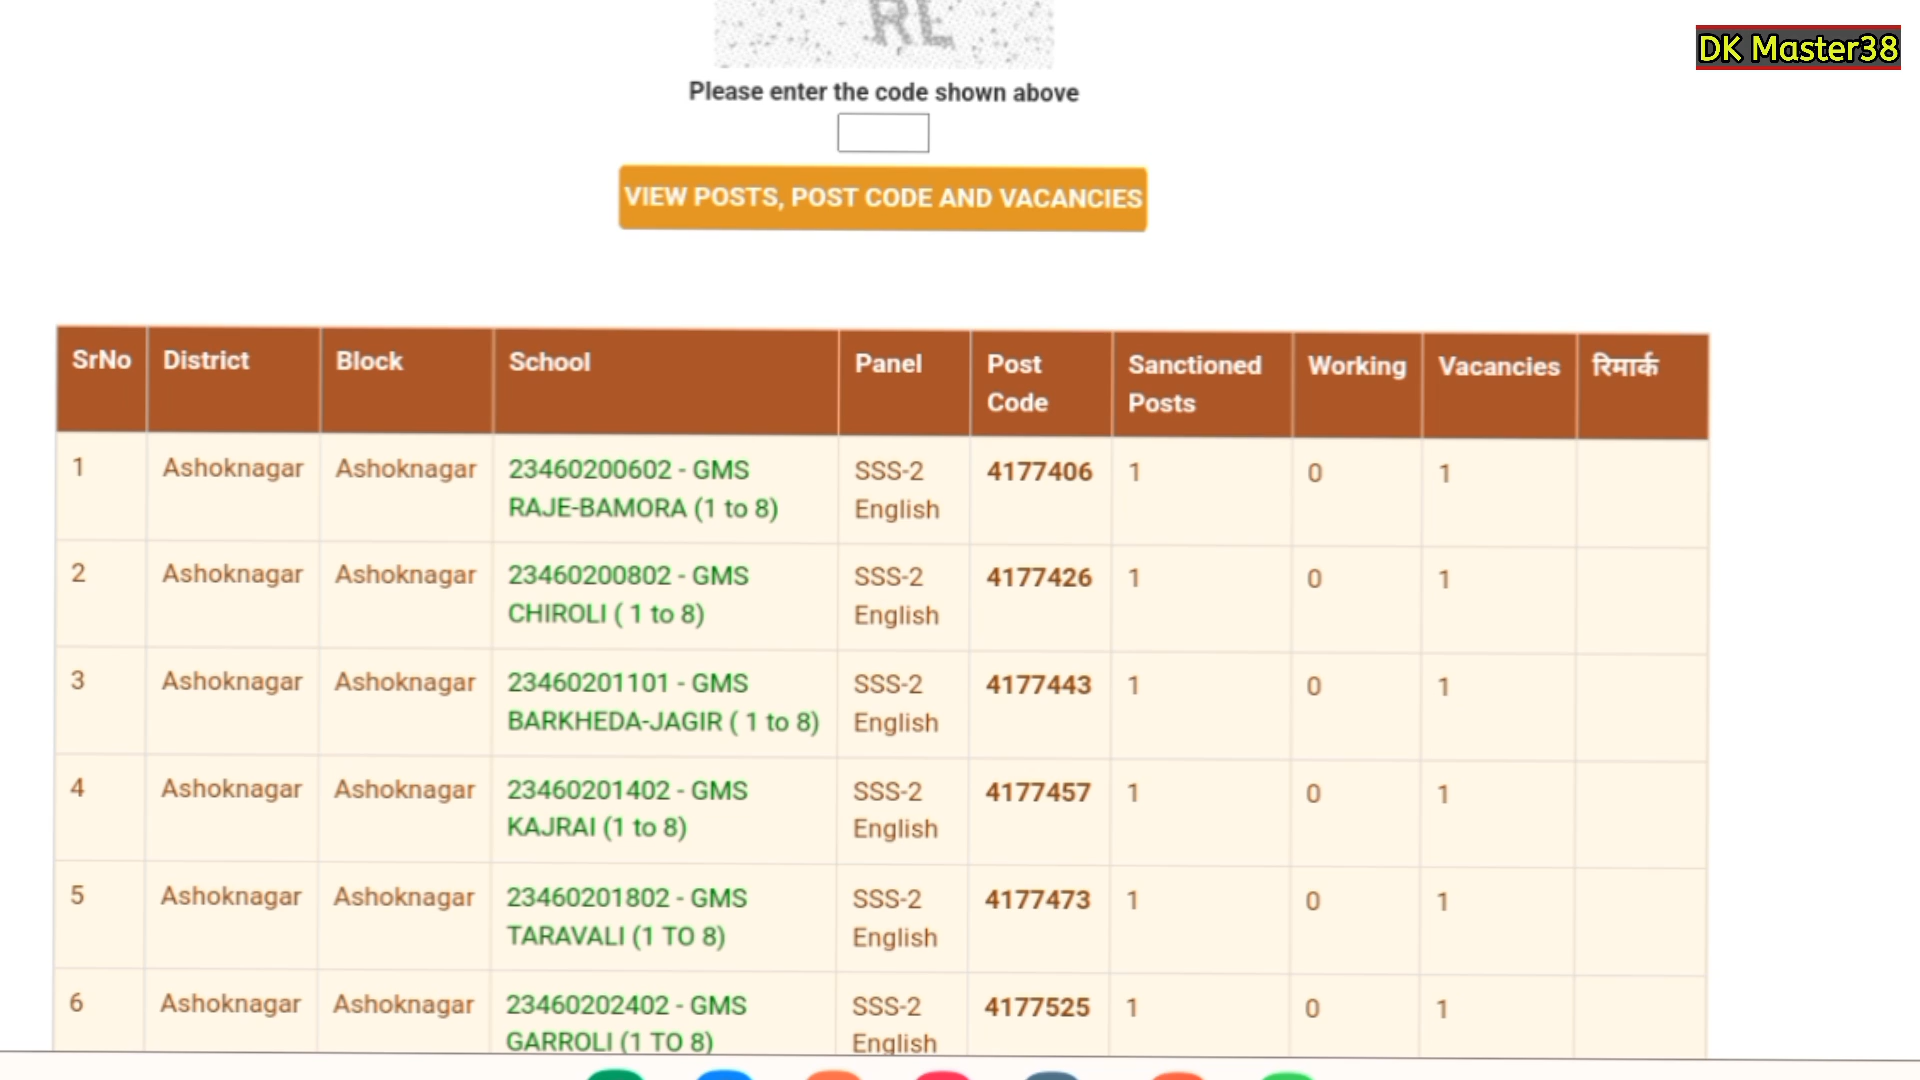 RL
DK Master38
Please enter the code shown above
VIEW POSTS, POST CODE AND VACANCIES
SrNo District Block School Panel Post Code Sanctioned Posts Working Vacancies रिमार्क
1 Ashoknagar Ashoknagar 23460200602 - GMS RAJE-BAMORA (1 to 8) SSS-2 English 4177406 1 0 1
2 Ashoknagar Ashoknagar 23460200802 - GMS CHIROLI ( 1 to 8) SSS-2 English 4177426 1 0 1
3 Ashoknagar Ashoknagar 23460201101 - GMS BARKHEDA-JAGIR ( 1 to 8) SSS-2 English 4177443 1 0 1
4 Ashoknagar Ashoknagar 23460201402 - GMS KAJRAI (1 to 8) SSS-2 English 4177457 1 0 1
5 Ashoknagar Ashoknagar 23460201802 - GMS TARAVALI (1 TO 8) SSS-2 English 4177473 1 0 1
6 Ashoknagar Ashoknagar 23460202402 - GMS GARROLI (1 TO 8) SSS-2 English 4177525 1 0 1